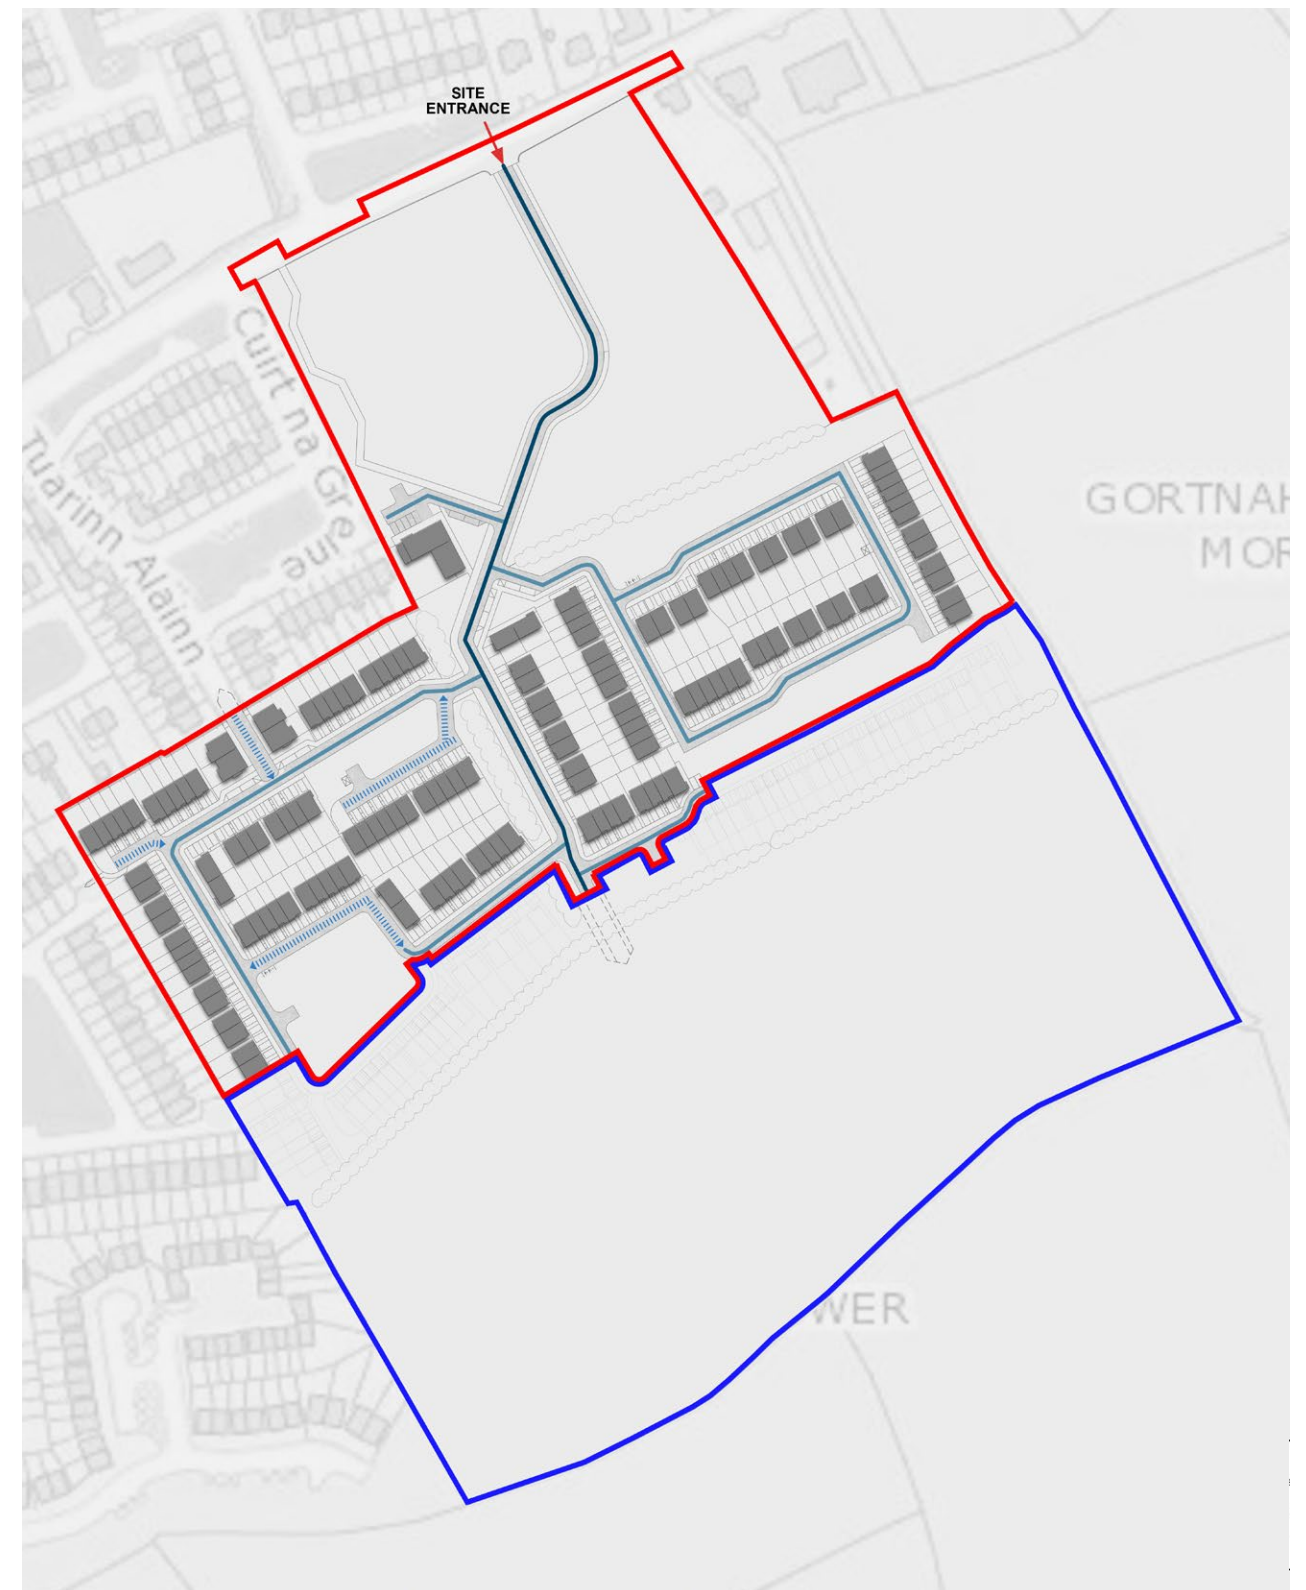 SITE
ENTRANCE
Cuirt na Greine
Tuarinn Alainn
GORTNAH
MOR
WER